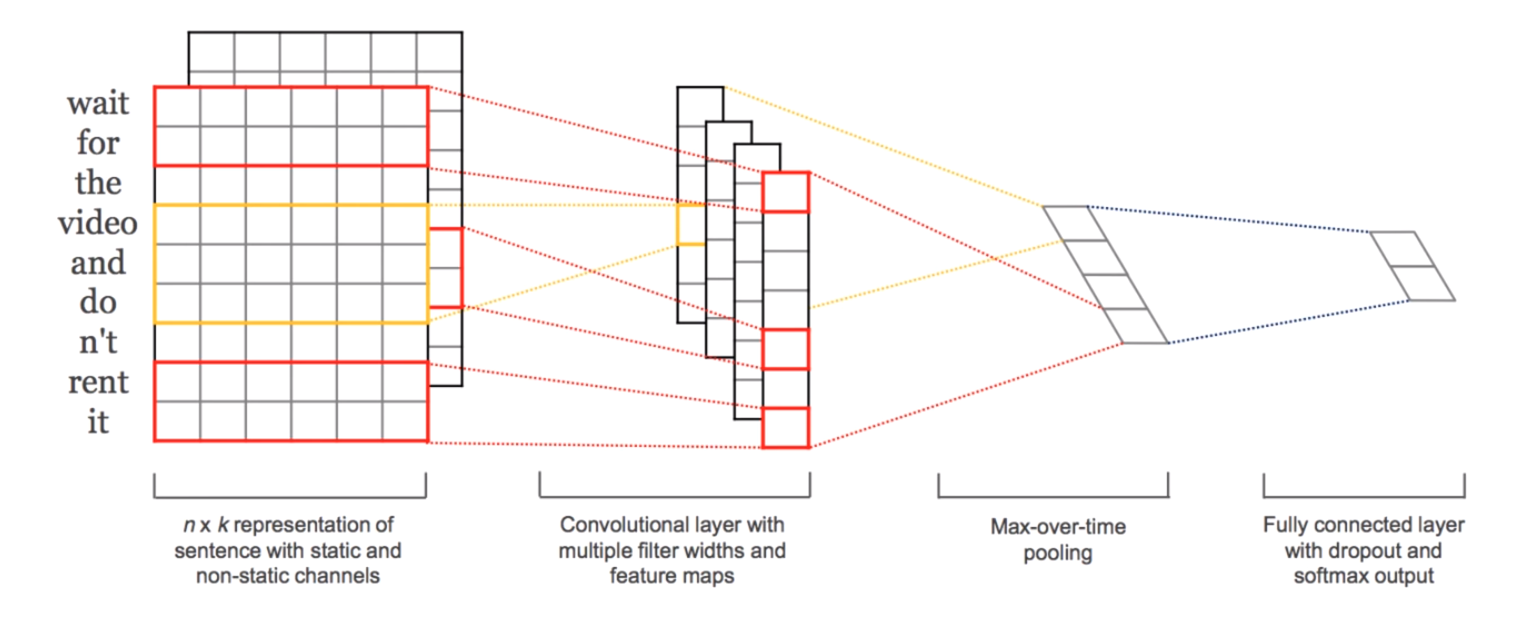 wait
for
the
video
and
do
n't
rent
it
n x k representation of
sentence with static and
non-static channels
Convolutional layer with
multiple filter widths and
feature maps
Max-over-time
pooling
Fully connected layer
with dropout and
softmax output